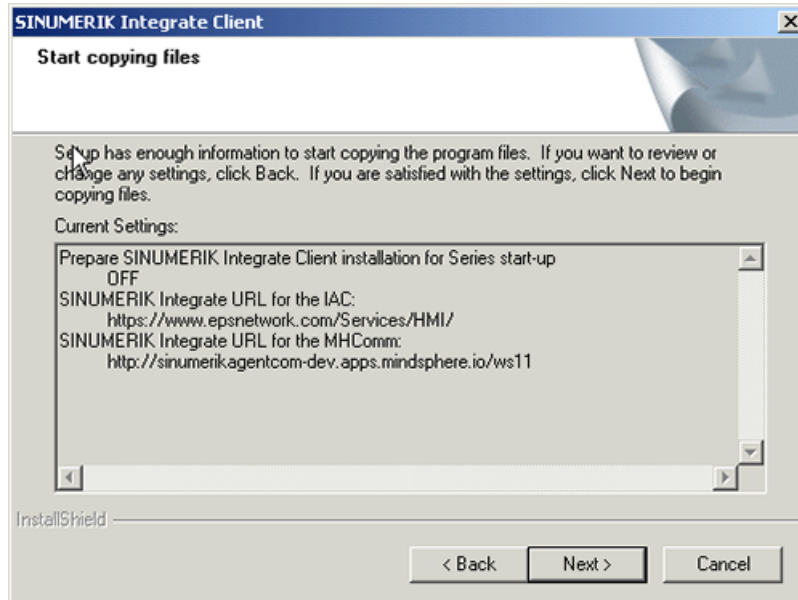 SINUMERIK Integrate Client
Start copying files
Setup has enough information to start copying the program files. If you want to review or
change any settings, click Back. If you are satisfied with the settings, click Next to begin
copying files.
Current Settings:
Prepare SINUMERIK Integrate Client installation for Series start-up
OFF
SINUMERIK Integrate URL for the IAC:
https://www.epsnetwork.com/Services/HMI/
SINUMERIK Integrate URL for the MHComm:
http://sinumerikagentcom-dev.apps.mindsphere.io/ws11
InstallShield
< Back
Next >
Cancel